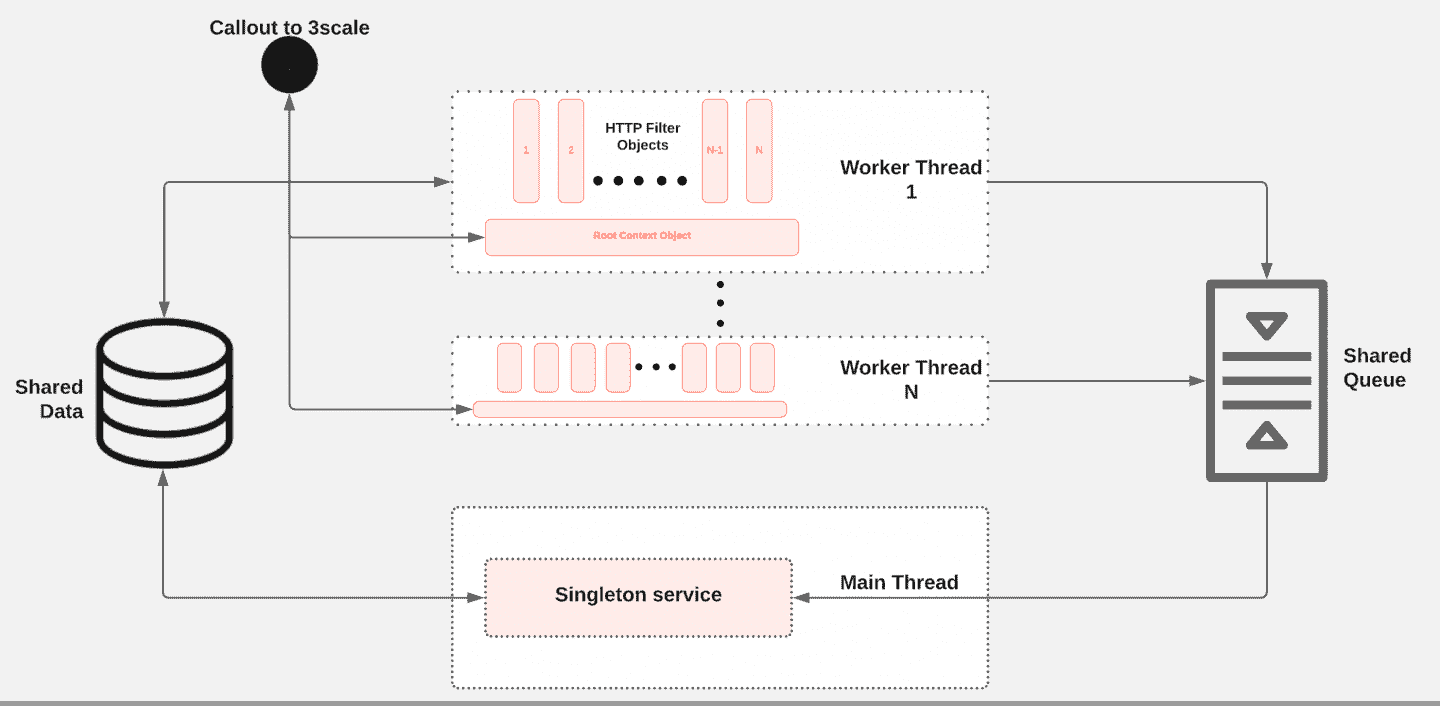 Callout to 3scale
HTTP Filter
Objects
1
2
N-1
N
Worker Thread
1
Root Context Object
Shared
Data
Worker Thread
N
Shared
Queue
Singleton service
Main Thread